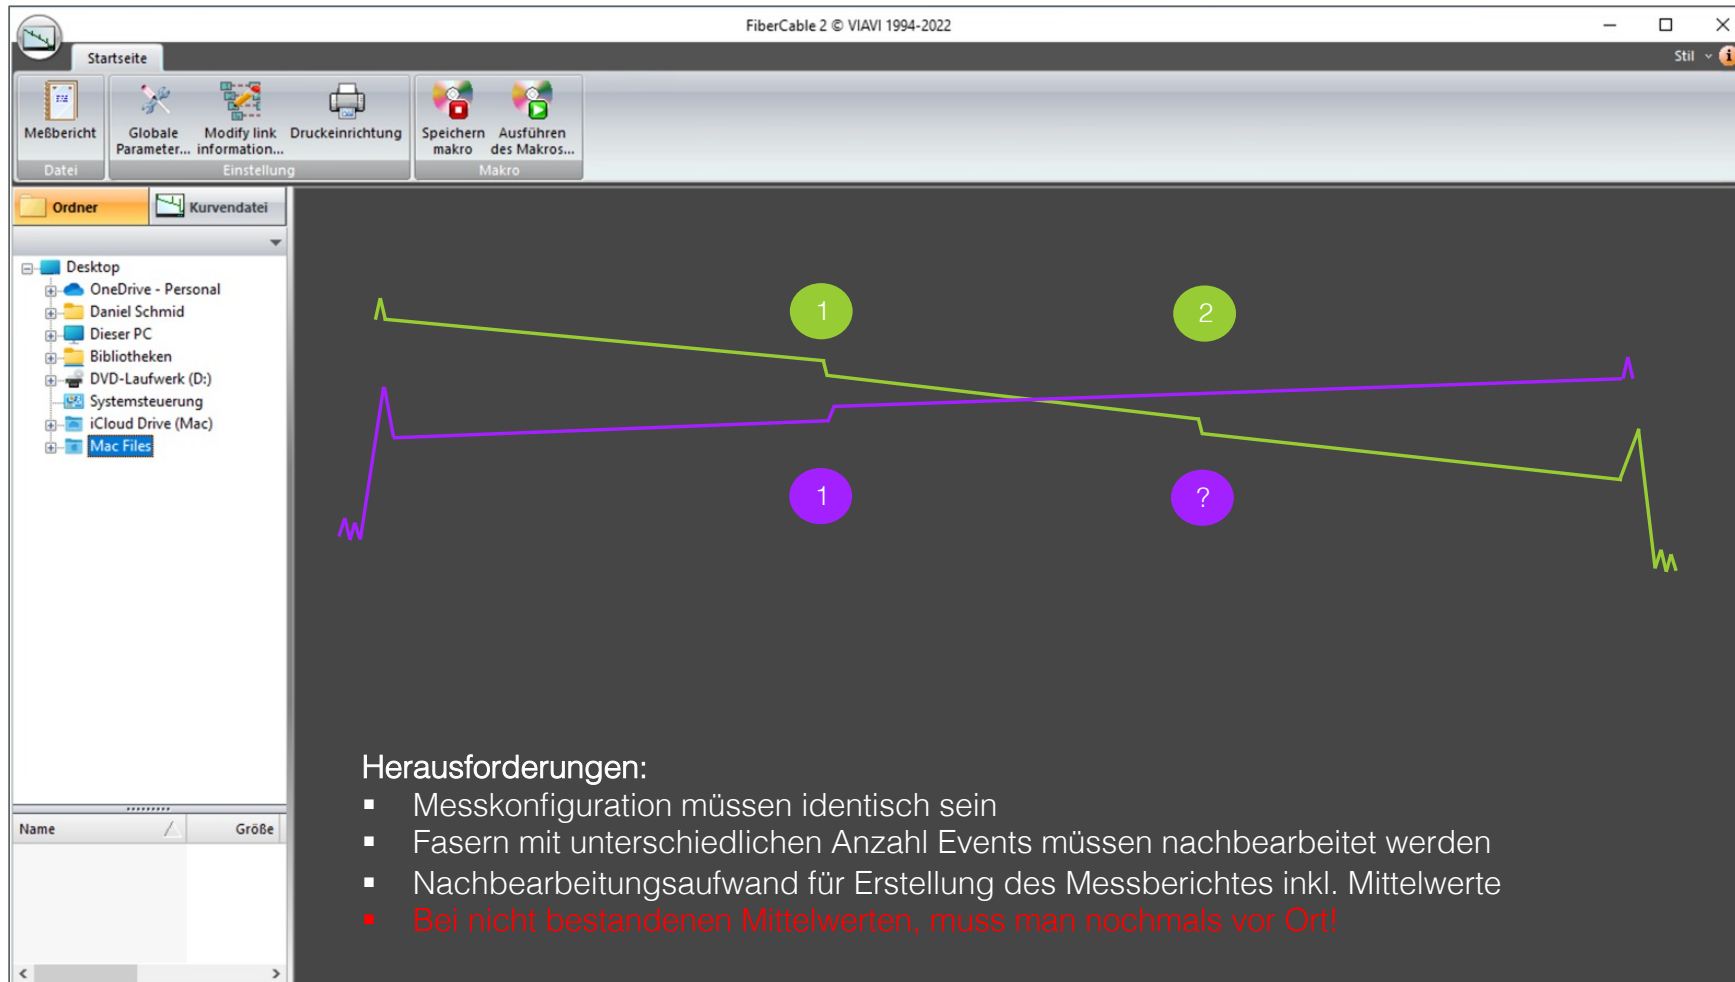 FiberCable 2 © VIAVI 1994-2022
Startseite
Stil
Meßbericht
Globale Parameter...
Modify link information...
Druckeinrichtung
Speichern makro
Ausführen des Makros...
Datei
Einstellung
Makro
Ordner
Kurvendatei
Desktop
OneDrive - Personal
Daniel Schmid
Dieser PC
Bibliotheken
DVD-Laufwerk (D:)
Systemsteuerung
iCloud Drive (Mac)
Mac Files
1
2
1
?
Name
Größe
Herausforderungen:
▪ Messkonfiguration müssen identisch sein
▪ Fasern mit unterschiedlichen Anzahl Events müssen nachbearbeitet werden
▪ Nachbearbeitungsaufwand für Erstellung des Messberichtes inkl. Mittelwerte
▪ Bei nicht bestandenen Mittelwerten, muss man nochmals vor Ort!